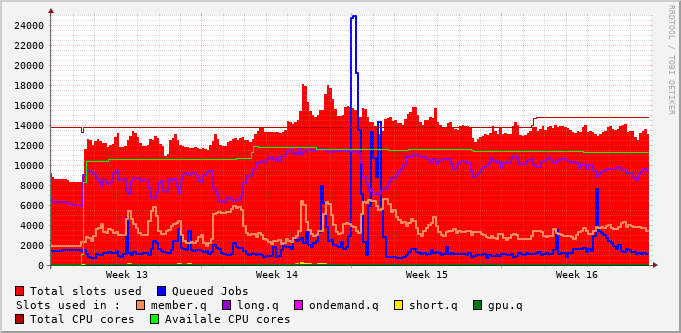 24000
22000
20000
18000
16000
14000
12000
10000
8000
6000
4000
2000
0
Week 13 Week 14 Week 15 Week 16
RRDTOOL / TOBI OETIKER
Total slots used Queued Jobs
Slots used in : member.q long.q ondemand.q short.q gpu.q
Total CPU cores Availale CPU cores